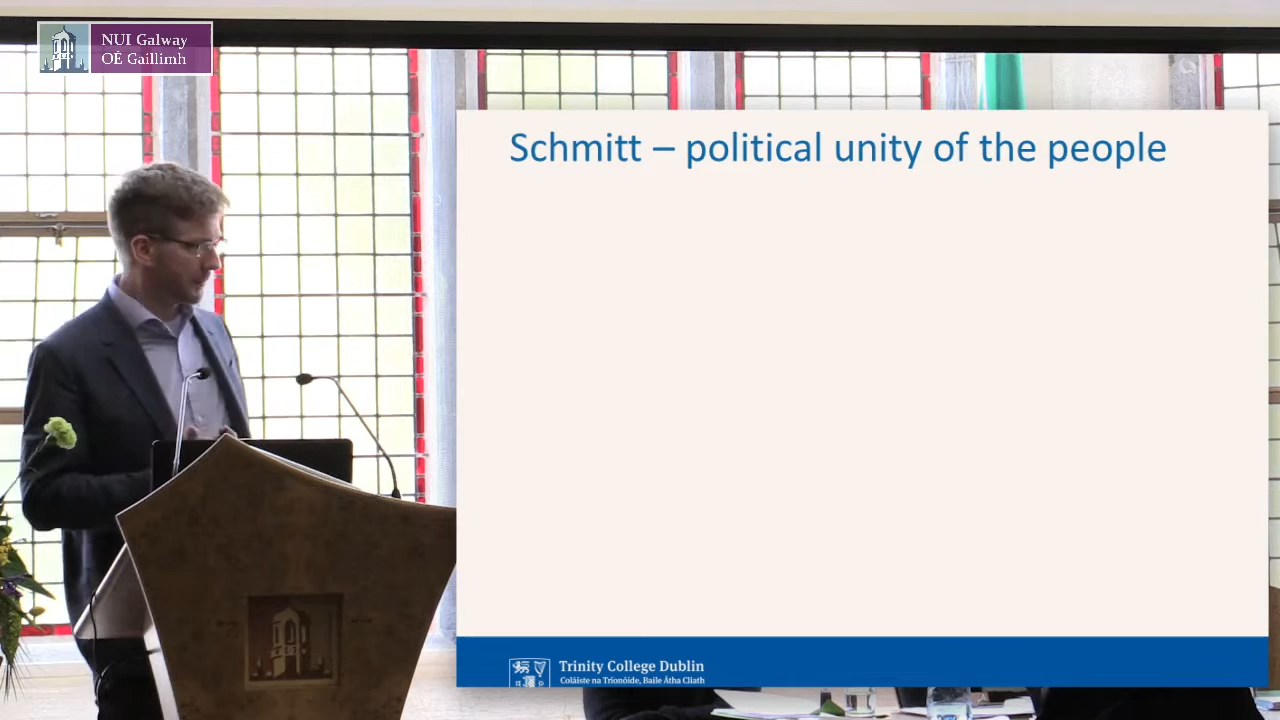 NUI Galway
OÉ Gaillimh
Schmitt – political unity of the people
Trinity College Dublin
Coláiste na Tríonóide, Baile Átha Cliath